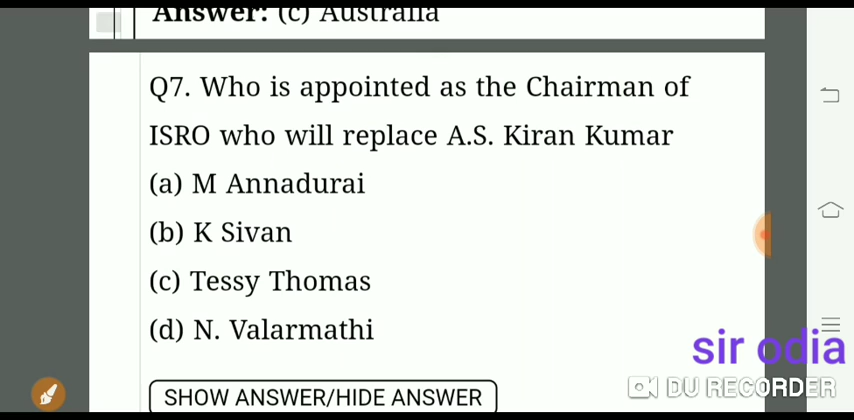 Answer: (c) Australia
Q7. Who is appointed as the Chairman of
ISRO who will replace A.S. Kiran Kumar
(a) M Annadurai
(b) K Sivan
(c) Tessy Thomas
(d) N. Valarmathi
SHOW ANSWER/HIDE ANSWER
sir odia
DU RECORDER